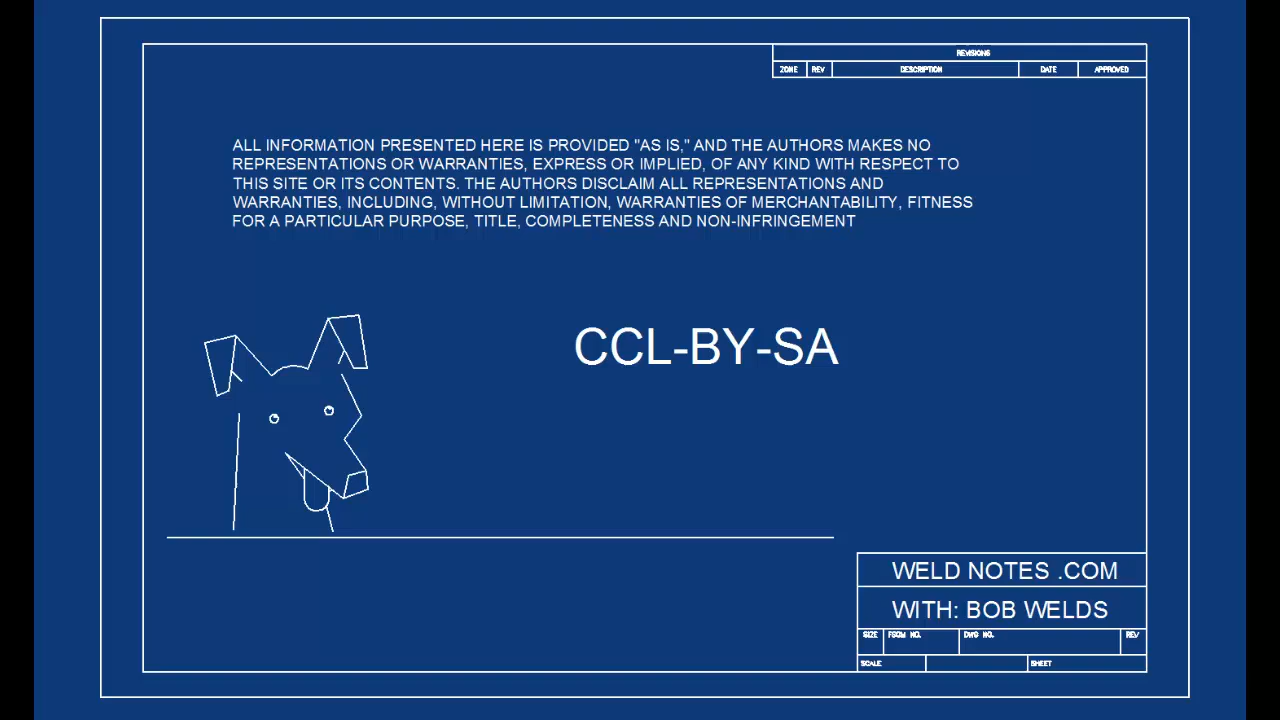 REVISIONS
ZONE REV DESCRIPTION DATE APPROVED
ALL INFORMATION PRESENTED HERE IS PROVIDED "AS IS," AND THE AUTHORS MAKES NO
REPRESENTATIONS OR WARRANTIES, EXPRESS OR IMPLIED, OF ANY KIND WITH RESPECT TO
THIS SITE OR ITS CONTENTS. THE AUTHORS DISCLAIM ALL REPRESENTATIONS AND
WARRANTIES, INCLUDING, WITHOUT LIMITATION, WARRANTIES OF MERCHANTABILITY, FITNESS
FOR A PARTICULAR PURPOSE, TITLE, COMPLETENESS AND NON-INFRINGEMENT
CCL-BY-SA
WELD NOTES .COM
WITH: BOB WELDS
SIZE FSCM NO. DWG NO. REV
SCALE SHEET